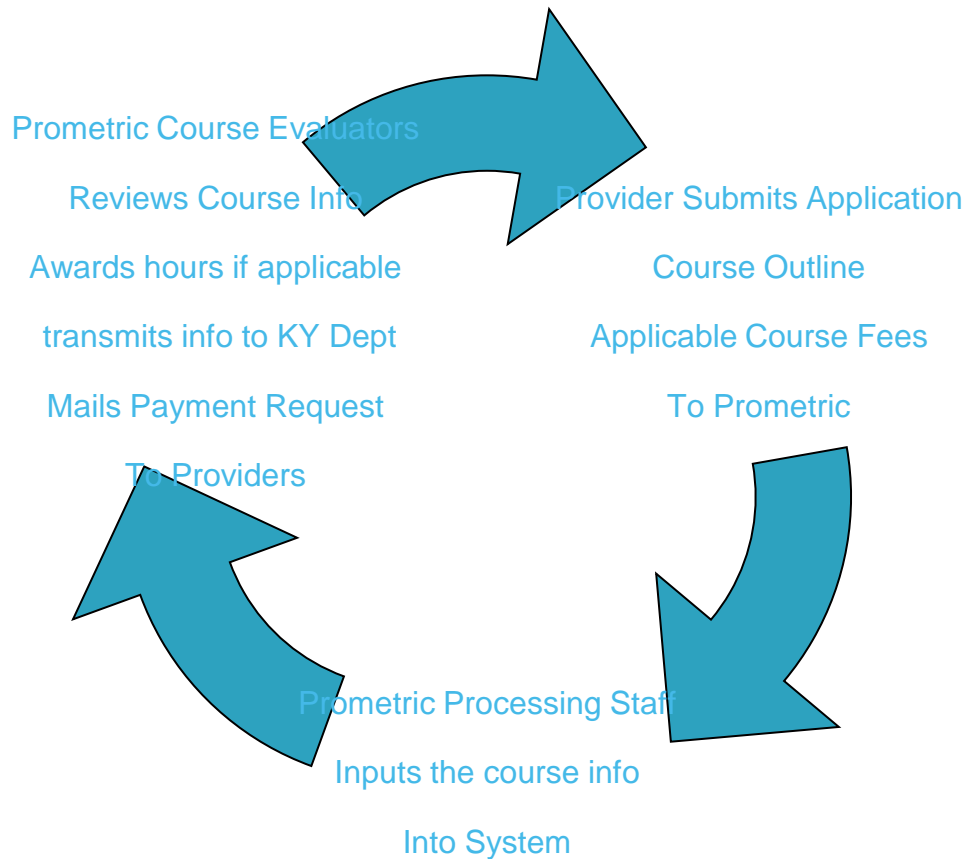 Prometric Course Evaluators
Reviews Course Info
Awards hours if applicable
transmits info to KY Dept
Mails Payment Request
To Providers
Provider Submits Application
Course Outline
Applicable Course Fees
To Prometric
Prometric Processing Staff
Inputs the course info
Into System